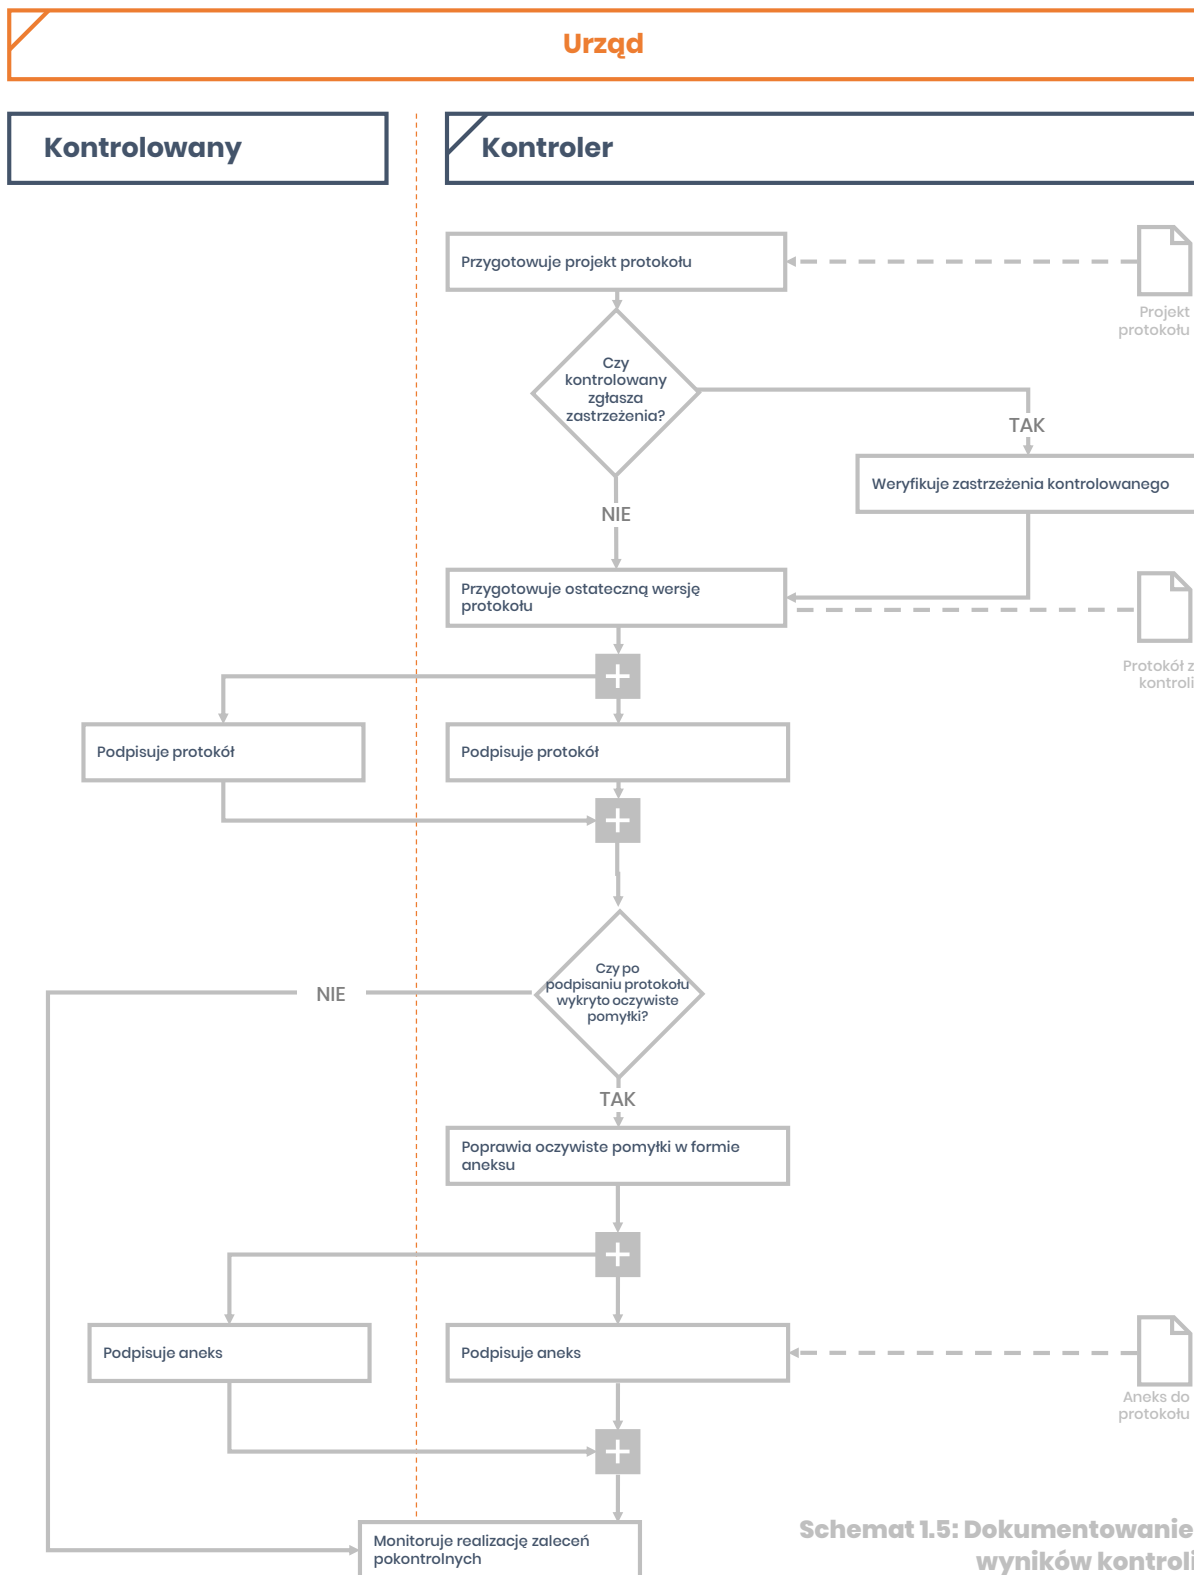 Urząd
Kontrolowany
Kontroler
Przygotowuje projekt protokołu
Projekt
protokołu
Czy
kontrolowany
zgłasza
zastrzeżenia?
TAK
Weryfikuje zastrzeżenia kontrolowanego
NIE
Przygotowuje ostateczną wersję
protokołu
Protokół z
kontroli
Podpisuje protokół
Podpisuje protokół
Czy po
podpisaniu protokołu
wykryto oczywiste
pomyłki?
NIE
TAK
Poprawia oczywiste pomyłki w formie
aneksu
Podpisuje aneks
Podpisuje aneks
Aneks do
protokołu
Monitoruje realizację zaleceń
pokontrolnych
Schemat 1.5: Dokumentowanie
wyników kontroli